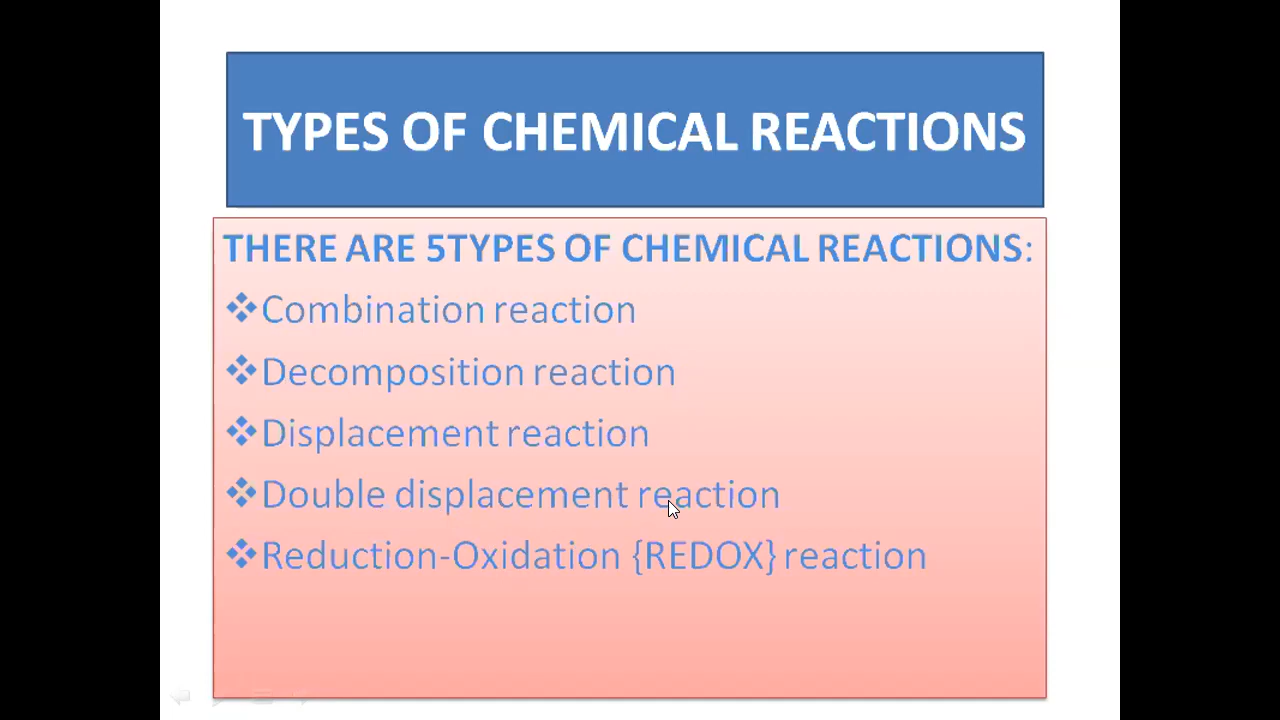 TYPES OF CHEMICAL REACTIONS
THERE ARE 5TYPES OF CHEMICAL REACTIONS:
❖Combination reaction
❖Decomposition reaction
❖Displacement reaction
❖Double displacement reaction
❖Reduction-Oxidation {REDOX} reaction